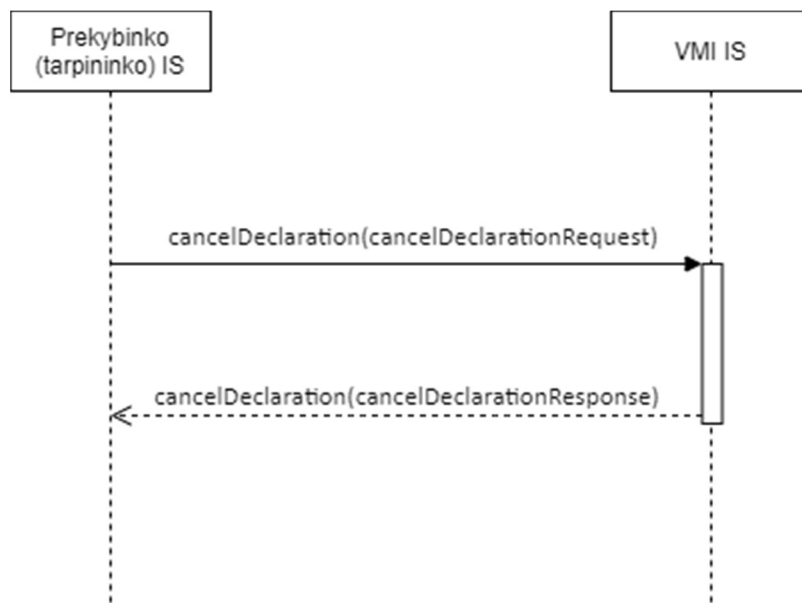 Prekybinko
(tarpininko) IS
VMI IS
cancelDeclaration(cancelDeclarationRequest)
cancelDeclaration(cancelDeclarationResponse)